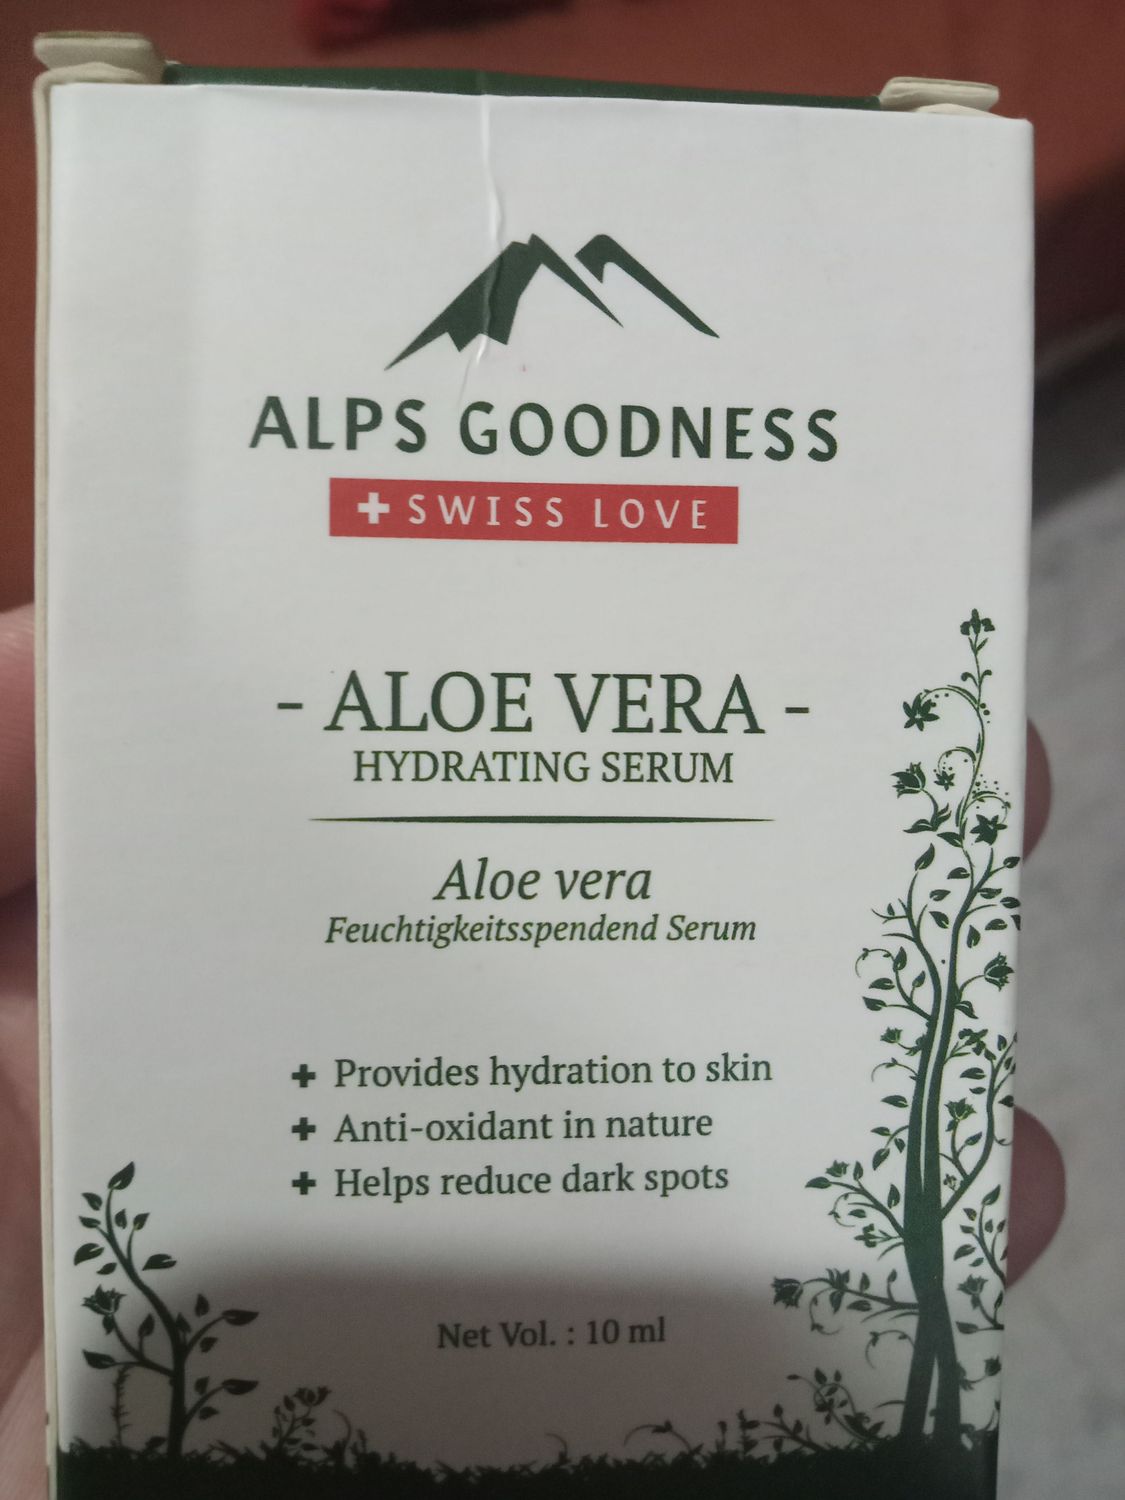 ALPS GOODNESS
SWISS LOVE
- ALOE VERA -
HYDRATING SERUM
Aloe vera
Feuchtigkeitsspendend Serum
+ Provides hydration to skin
+ Anti-oxidant in nature
+ Helps reduce dark spots
Net Vol. : 10 ml